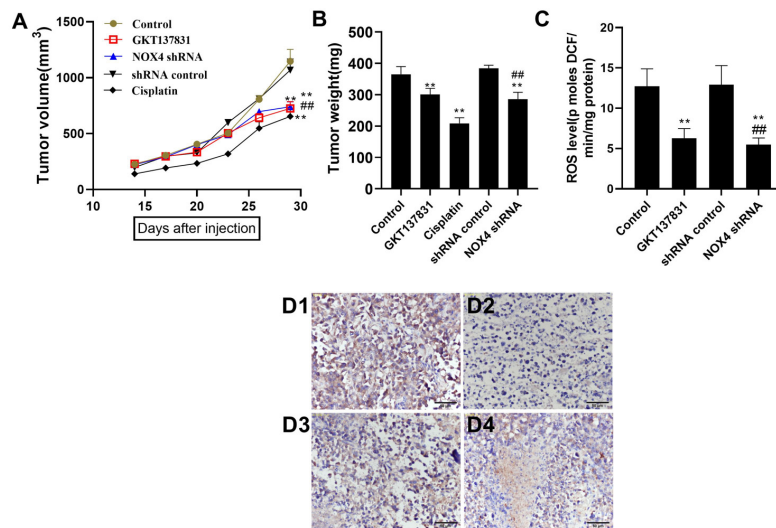 A
Control
GKT137831
NOX4 shRNA
shRNA control
Cisplatin
Tumor volume(mm3)
1500
1000
500
0
10
15
20
25
30
Days after injection
**
**
##
**
B
Tumor weight(mg)
500
400
300
200
100
0
**
**
##
**
Control
GKT137831
Cisplatin
shRNA control
NOX4 shRNA
C
ROS level(p moles DCF/
min/mg protein)
20
15
10
5
0
**
**
##
Control
GKT137831
shRNA control
NOX4 shRNA
D1
D2
D3
D4